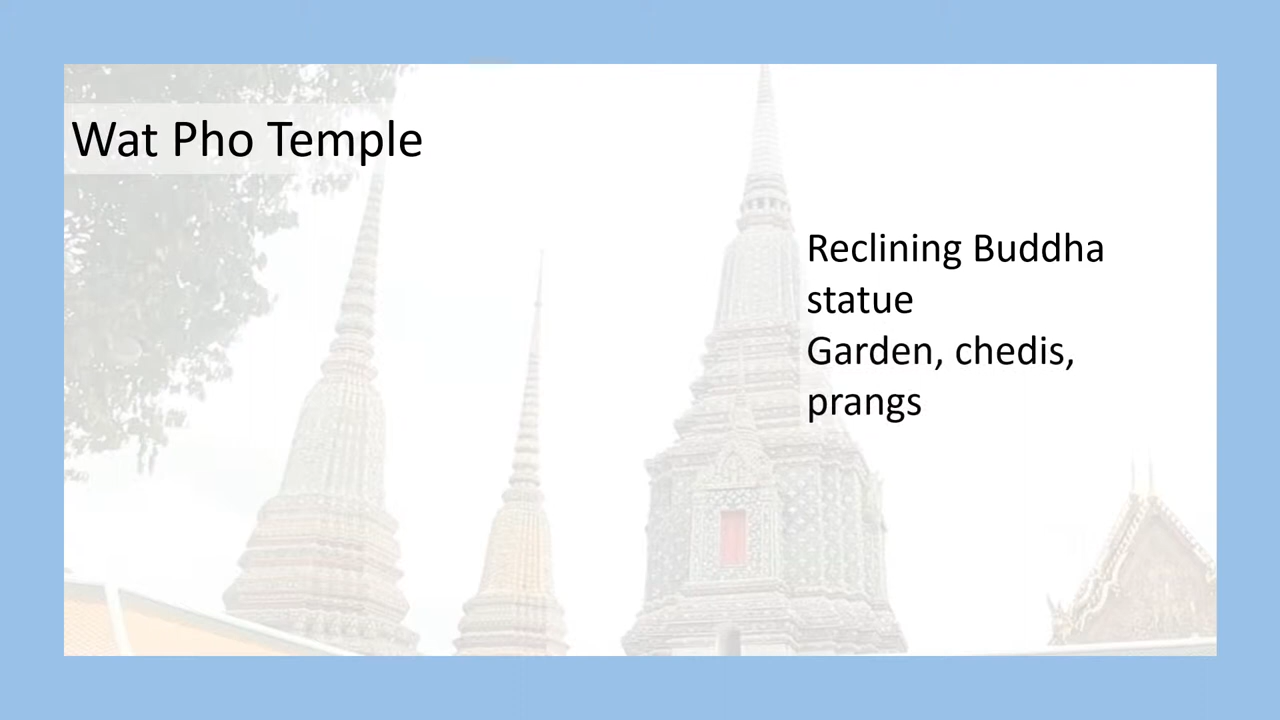 Wat Pho Temple
Reclining Buddha
statue
Garden, chedis,
prangs